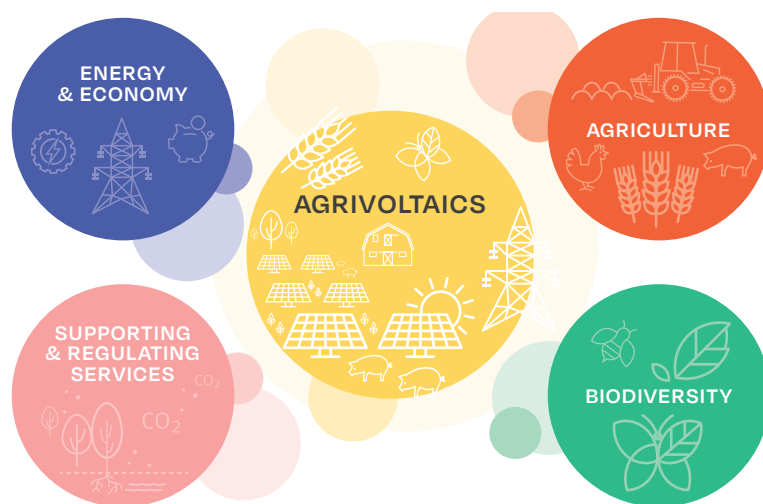 ENERGY
& ECONOMY
AGRICULTURE
AGRIVOLTAICS
SUPPORTING
& REGULATING
SERVICES
CO₂
CO₂
BIODIVERSITY